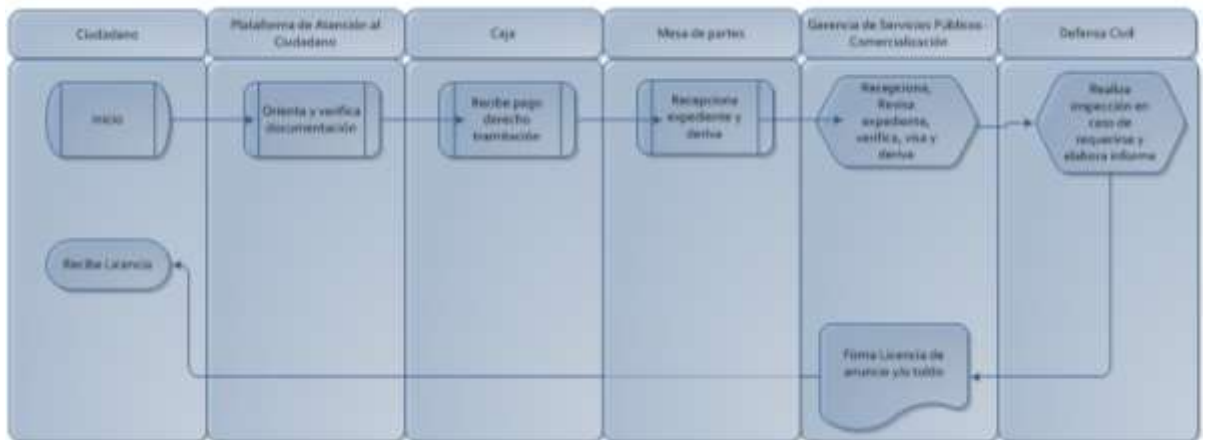 Ciudadano
Plataforma de Atención al
Ciudadano
Caja
Mesa de partes
Gerencia de Servicios Públicos
Comercialización
Defensa Civil
Inicio
Orienta y verifica
documentación
Recibe pago
derecho
tramitación
Recepciona
expediente y
deriva
Recepciona,
Revisa
expediente,
verifica, visa y
deriva
Realiza
inspección en
caso de
requerirse y
elabora informe
Recibe Licencia
Firma Licencia de
anuncio y/o toldo